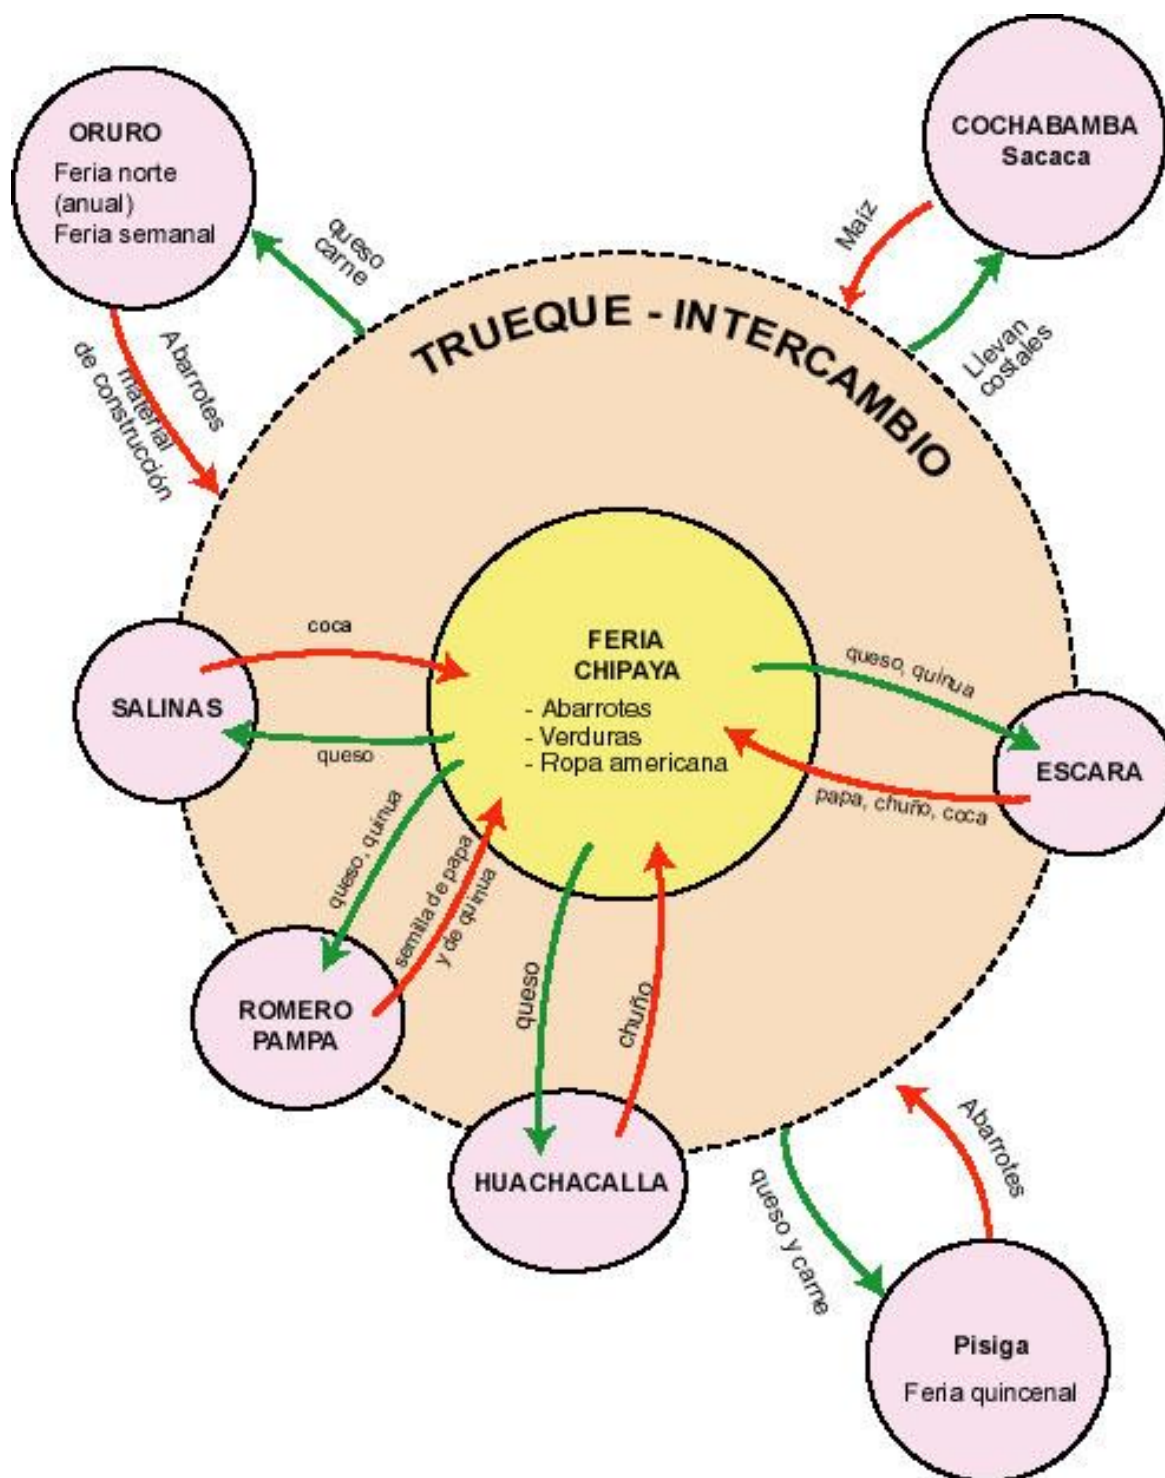 ORURO
Feria norte
(anual)
Feria semanal
COCHABAMBA
Sacaca
queso
carne
Maíz
Llevan
costales
Abarrotes
material
de construcción
TRUEQUE - INTERCAMBIO
FERIA
CHIPAYA
- Abarrotes
- Verduras
- Ropa americana
coca
SALINAS
queso
queso, quinua
ESCARA
papa, chuño, coca
queso, quinua
semilla de papa
y de quinua
ROMERO
PAMPA
queso
chuño
HUACHACALLA
queso y carne
Abarrotes
Pisiga
Feria quincenal